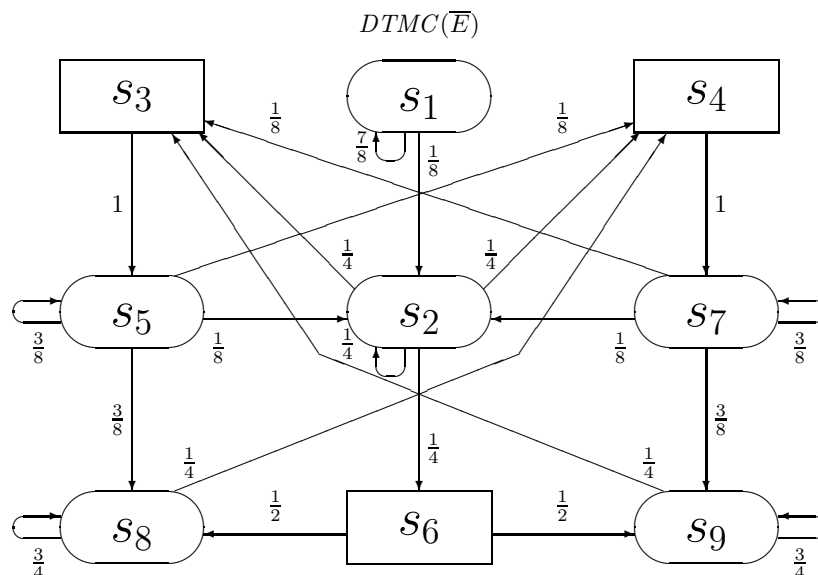 DTMC(E̅)
s₃ s₁ s₄
1/8 7/8 1/8 1/8
1 1/4 1/4 1
s₅ s₂ s₇
3/8 1/8 1/4 1/8 3/8
3/8 1/4 1/4 1/4 3/8
s₈ 1/2 s₆ 1/2 s₉
3/4 3/4